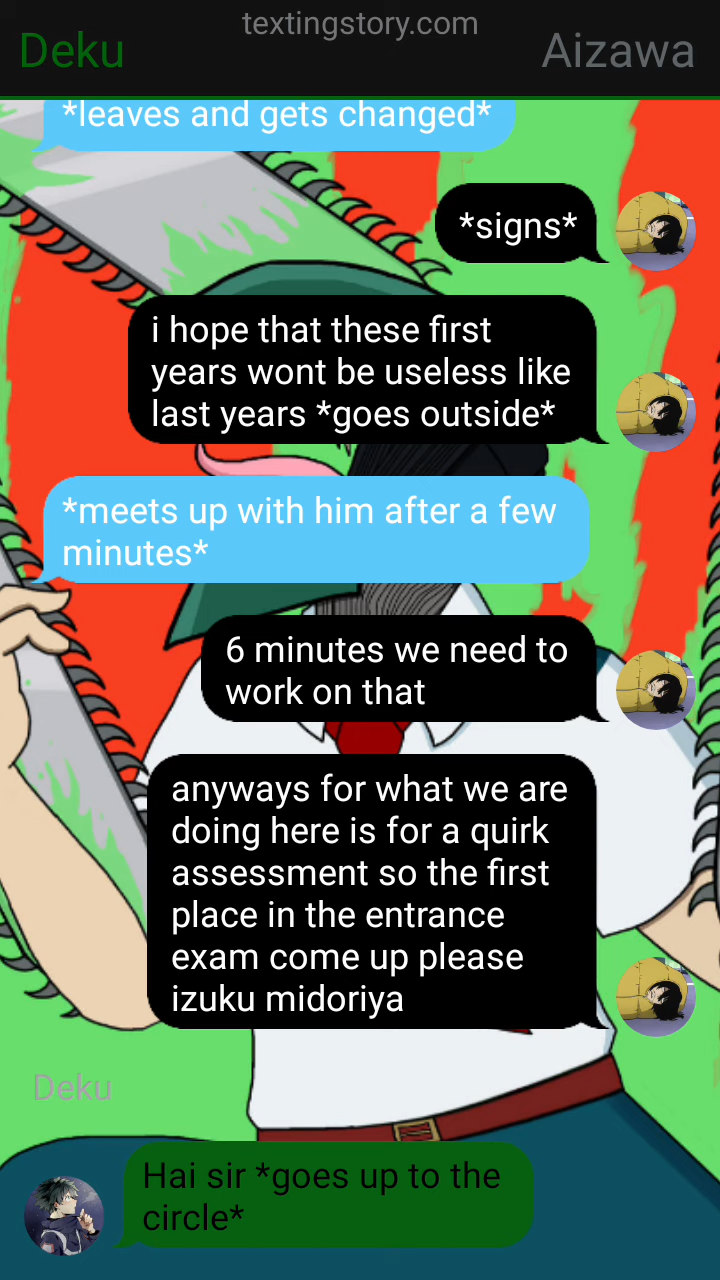 textingstory.com
Deku
Aizawa
*leaves and gets changed*
*signs*
i hope that these first
years wont be useless like
last years *goes outside*
*meets up with him after a few
minutes*
6 minutes we need to
work on that
anyways for what we are
doing here is for a quirk
assessment so the first
place in the entrance
exam come up please
izuku midoriya
Deku
Hai sir *goes up to the
circle*